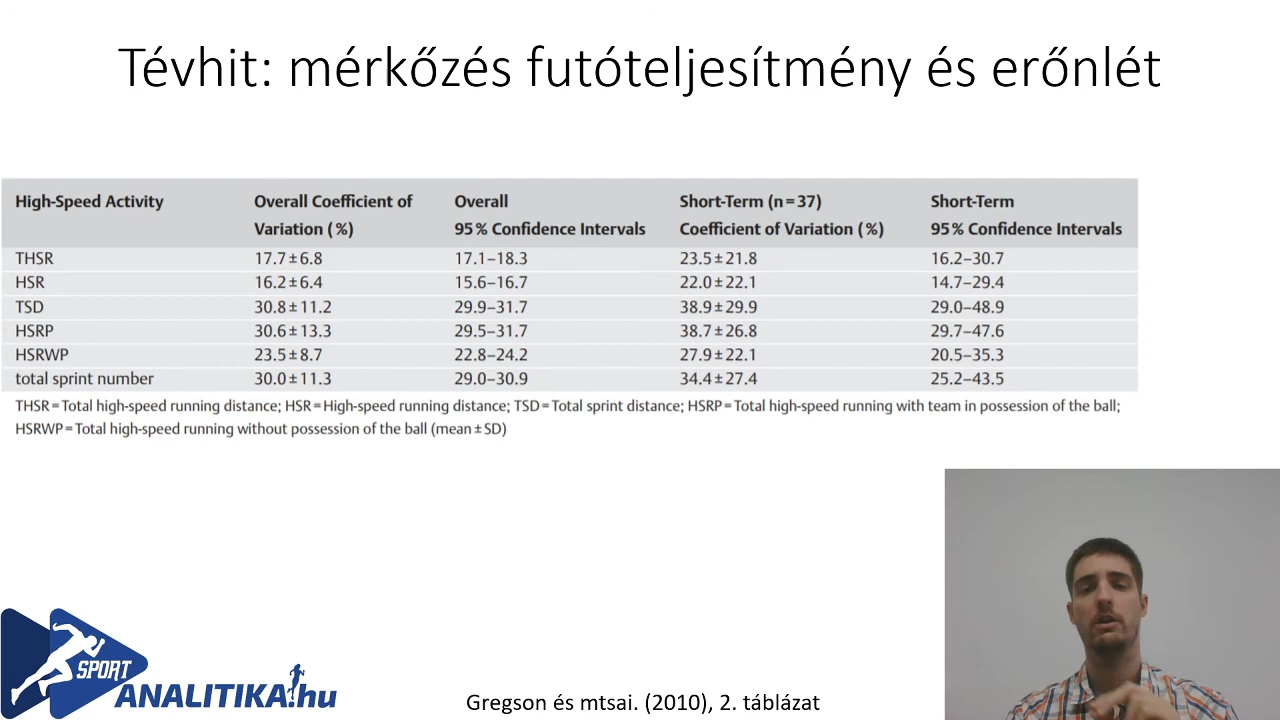 Tévhit: mérkőzés futóteljesítmény és erőnlét
High-Speed Activity Overall Coefficient of Variation (%) Overall 95% Confidence Intervals Short-Term (n=37) Coefficient of Variation (%) Short-Term 95% Confidence Intervals
THSR 17.7±6.8 17.1–18.3 23.5±21.8 16.2–30.7
HSR 16.2±6.4 15.6–16.7 22.0±22.1 14.7–29.4
TSD 30.8±11.2 29.9–31.7 38.9±29.9 29.0–48.9
HSRP 30.6±13.3 29.5–31.7 38.7±26.8 29.7–47.6
HSRWP 23.5±8.7 22.8–24.2 27.9±22.1 20.5–35.3
total sprint number 30.0±11.3 29.0–30.9 34.4±27.4 25.2–43.5
THSR=Total high-speed running distance; HSR=High-speed running distance; TSD=Total sprint distance; HSRP=Total high-speed running with team in possession of the ball;
HSRWP=Total high-speed running without possession of the ball (mean±SD)
SPORT
ANALITIKA.hu
Gregson és mtsai. (2010), 2. táblázat